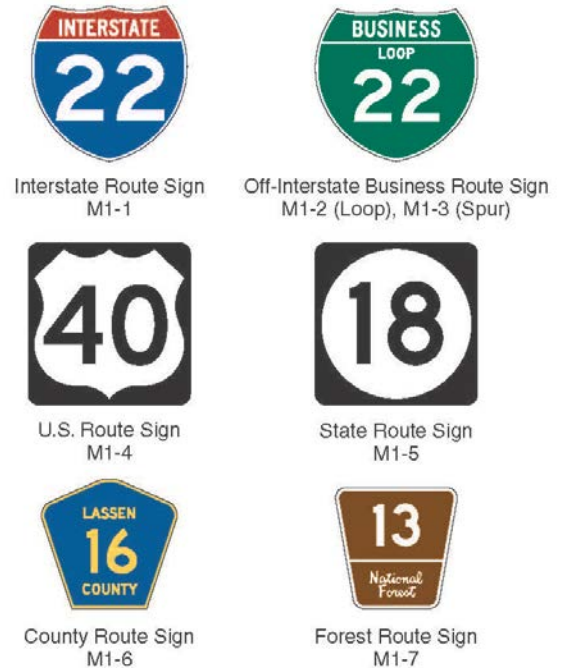 INTERSTATE
22
Interstate Route Sign
M1-1
BUSINESS
LOOP
22
Off-Interstate Business Route Sign
M1-2 (Loop), M1-3 (Spur)
40
U.S. Route Sign
M1-4
18
State Route Sign
M1-5
LASSEN
16
COUNTY
County Route Sign
M1-6
13
National
Forest
Forest Route Sign
M1-7